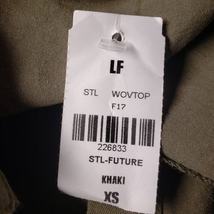 LF
STL WOVTOP
F17
226833
STL-FUTURE
KHAKI
XS